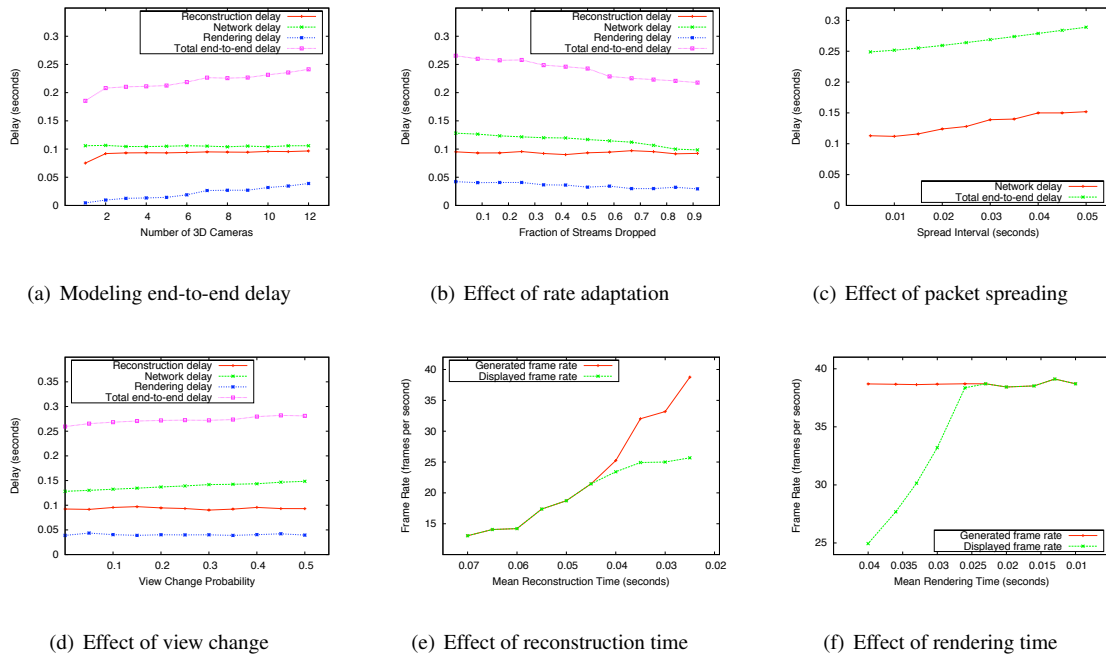 Reconstruction delay
Network delay
Rendering delay
Total end-to-end delay
0.3
0.25
0.2
0.15
0.1
0.05
0
Delay (seconds)
2 4 6 8 10 12
Number of 3D Cameras
(a) Modeling end-to-end delay
Reconstruction delay
Network delay
Rendering delay
Total end-to-end delay
0.3
0.25
0.2
0.15
0.1
0.05
0
Delay (seconds)
0.1 0.2 0.3 0.4 0.5 0.6 0.7 0.8 0.9
Fraction of Streams Dropped
(b) Effect of rate adaptation
0.3
0.25
0.2
0.15
0.1
0.05
0
Delay (seconds)
Network delay
Total end-to-end delay
0.01 0.02 0.03 0.04 0.05
Spread Interval (seconds)
(c) Effect of packet spreading
Reconstruction delay
Network delay
Rendering delay
Total end-to-end delay
0.35
0.3
0.25
0.2
0.15
0.1
0.05
0
Delay (seconds)
0.1 0.2 0.3 0.4 0.5
View Change Probability
(d) Effect of view change
Generated frame rate
Displayed frame rate
40
35
30
25
20
15
Frame Rate (frames per second)
0.07 0.06 0.05 0.04 0.03 0.02
Mean Reconstruction Time (seconds)
(e) Effect of reconstruction time
40
35
30
25
Frame Rate (frames per second)
Generated frame rate
Displayed frame rate
0.04 0.035 0.03 0.025 0.02 0.015 0.01
Mean Rendering Time (seconds)
(f) Effect of rendering time